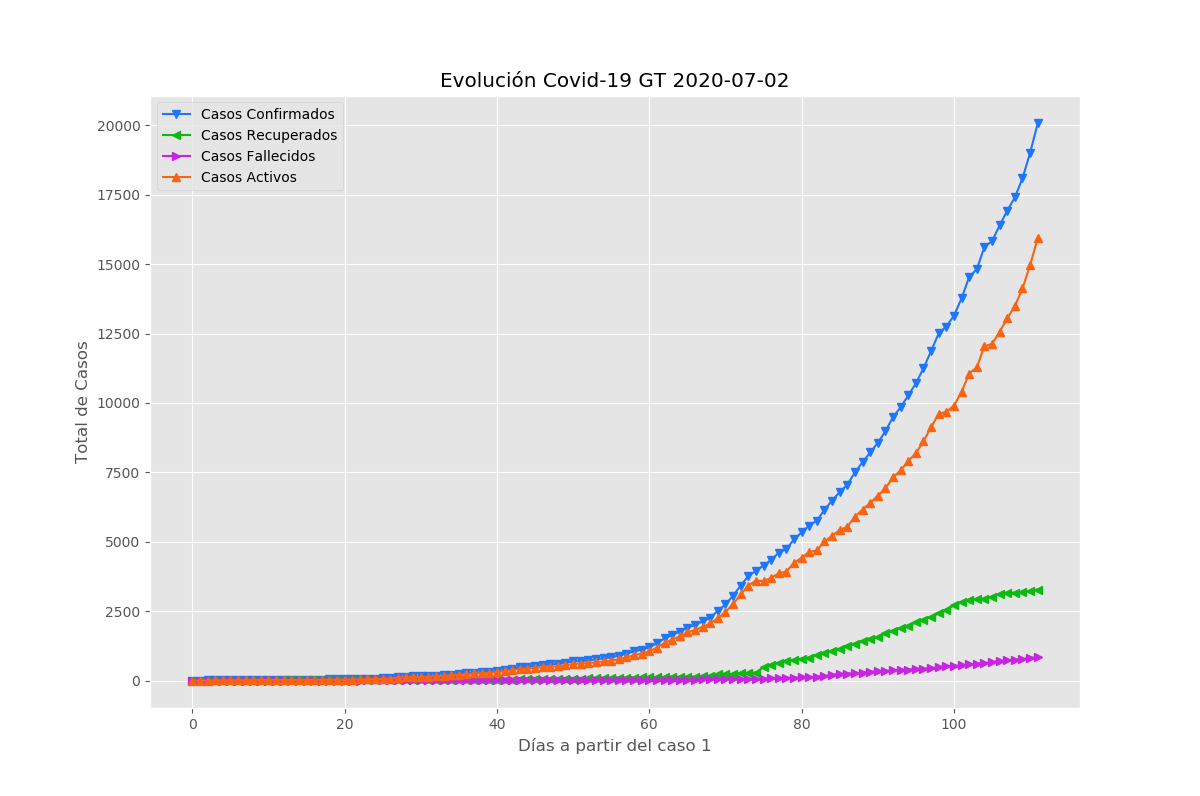 Evolución Covid-19 GT 2020-07-02
Casos Confirmados
Casos Recuperados
Casos Fallecidos
Casos Activos
20000
17500
15000
12500
10000
7500
5000
2500
0
Total de Casos
0 20 40 60 80 100
Días a partir del caso 1